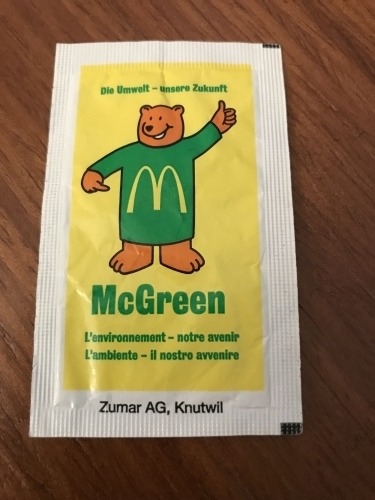 Die Umwelt – unsere Zukunft
M
McGreen
L'environnement – notre avenir
L'ambiente – il nostro avvenire
Zumar AG, Knutwil